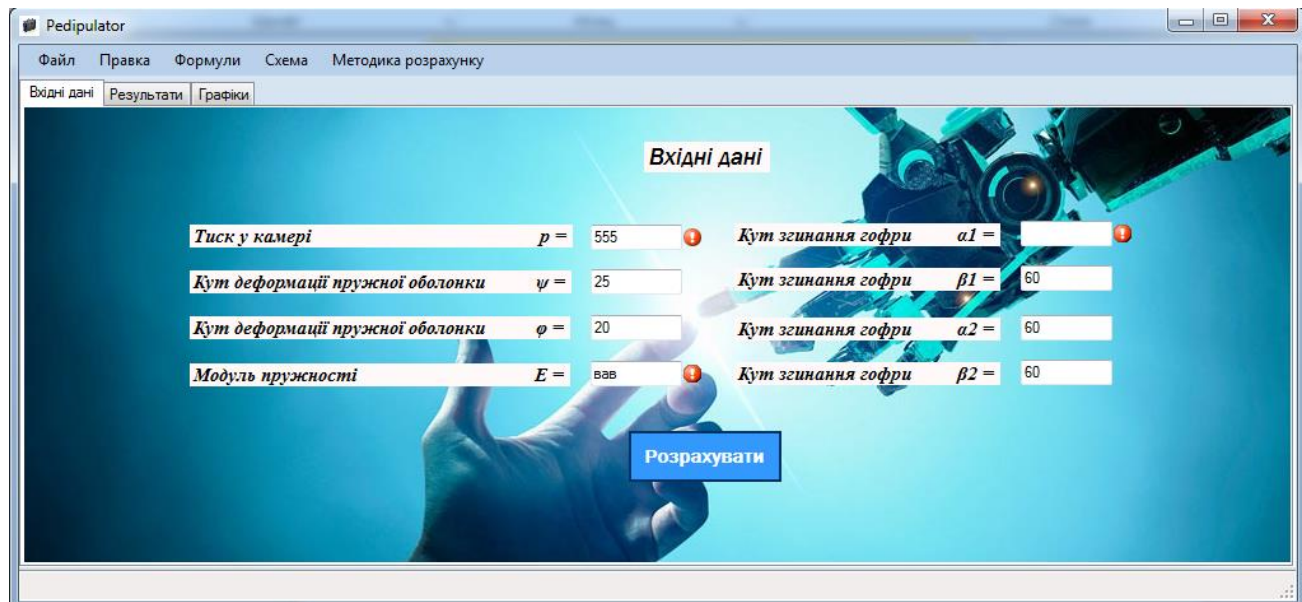 Pedipulator
Файл Правка Формули Схема Методика розрахунку
Вхідні дані Результати Графіки
Вхідні дані
Тиск у камері p = 555 Кут згинання гофри α1 =
Кут деформації пружної оболонки ψ = 25 Кут згинання гофри β1 = 60
Кут деформації пружної оболонки φ = 20 Кут згинання гофри α2 = 60
Модуль пружності E = вав Кут згинання гофри β2 = 60
Розрахувати